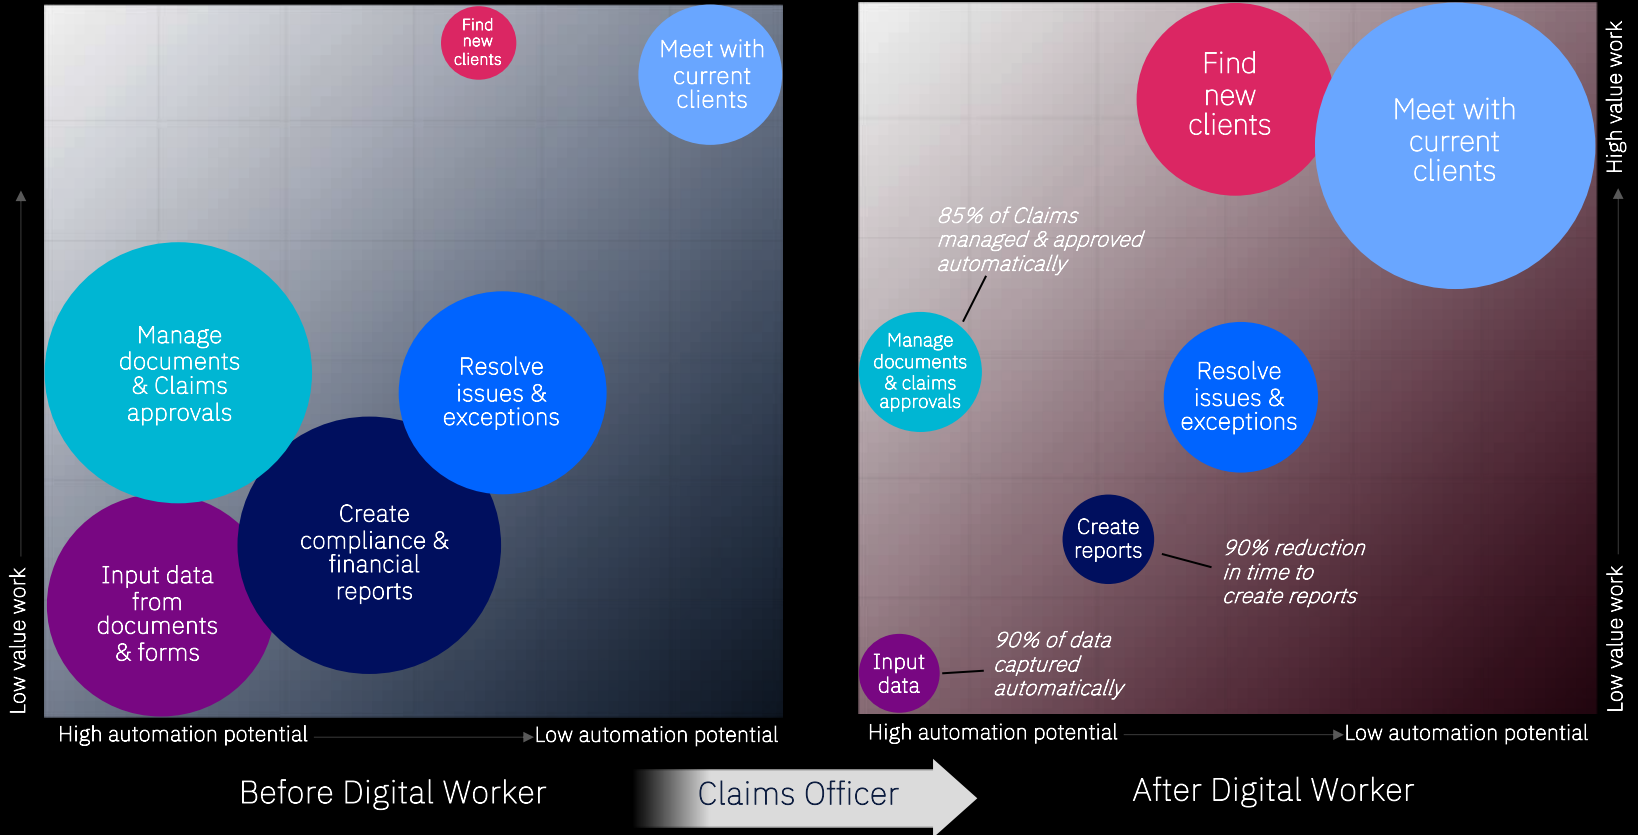 Find
new
clients
Meet with
current
clients
Manage
documents
& Claims
approvals
Resolve
issues &
exceptions
Create
compliance &
financial
reports
Input data
from
documents
& forms
Low value work
High automation potential
Low automation potential
Before Digital Worker
Claims Officer
Find
new
clients
Meet with
current
clients
85% of Claims
managed & approved
automatically
Manage
documents
& claims
approvals
Resolve
issues &
exceptions
Create
reports
90% reduction
in time to
create reports
Input
data
90% of data
captured
automatically
High value work
Low value work
High automation potential
Low automation potential
After Digital Worker